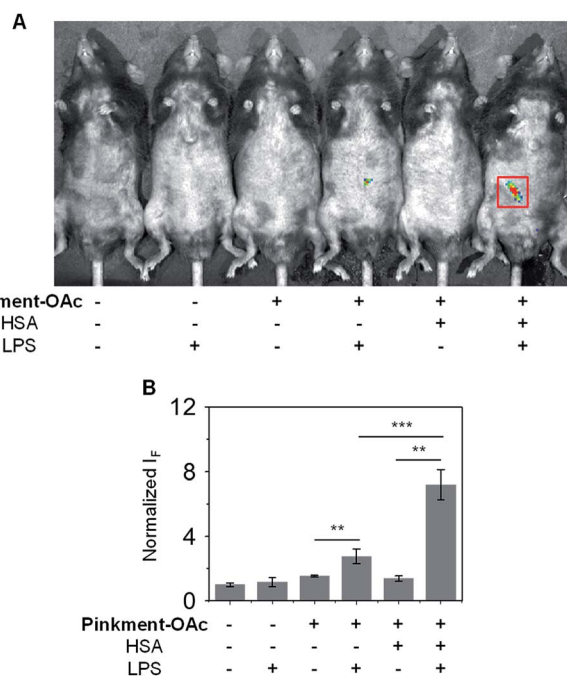 A
ment-OAc - - + + + +
HSA - - - - + +
LPS - + - + - +
B
12
8
4
0
Normalized IF
**
***
**
Pinkment-OAc - - + + + +
HSA - - - - + +
LPS - + - + - +